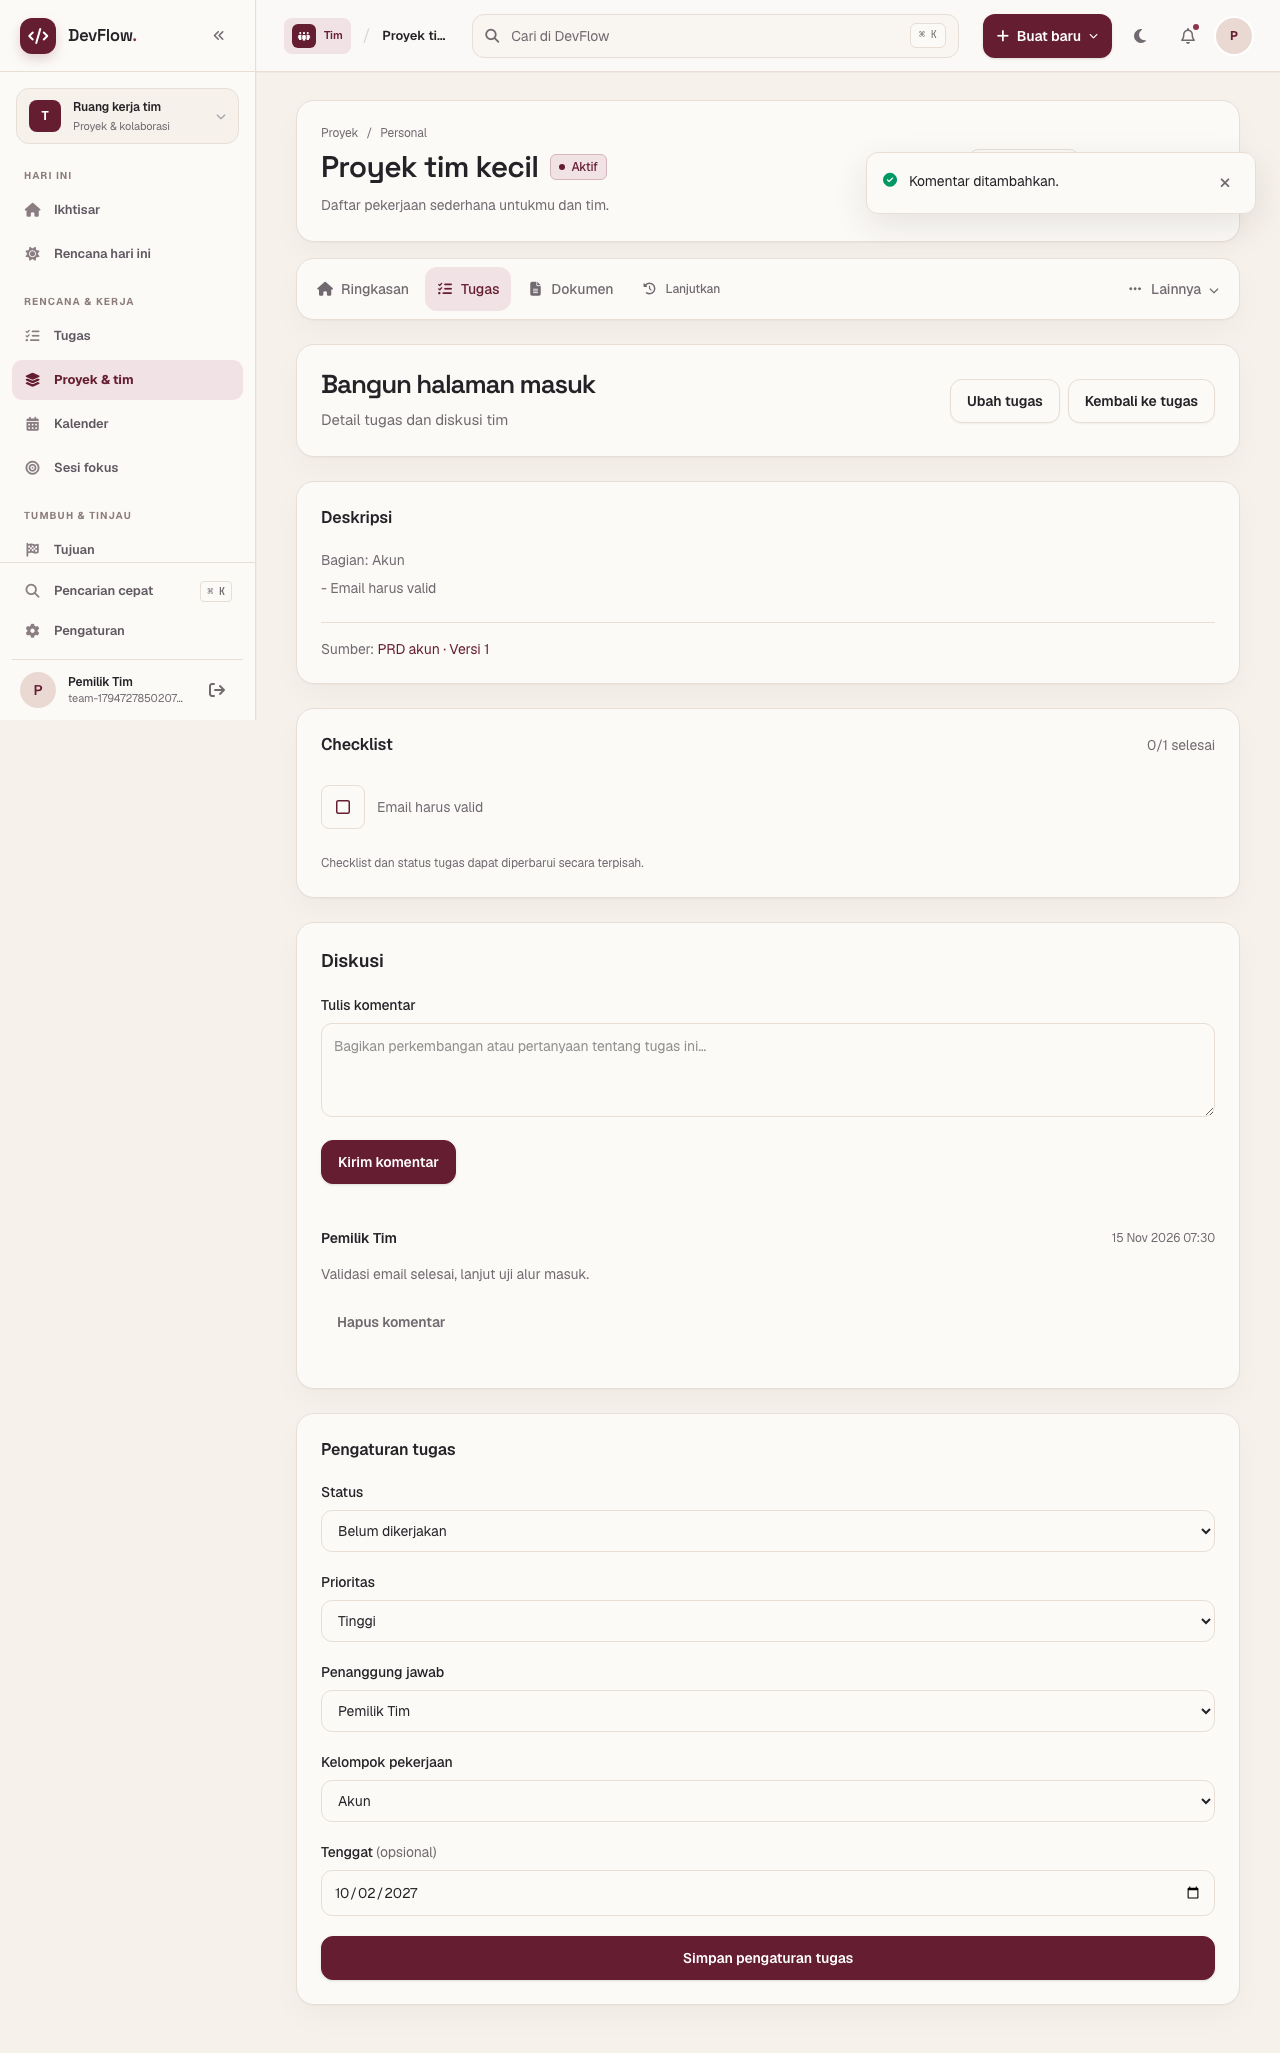 DevFlow.
Ruang kerja tim
T
Proyek & kolaborasi
HARI INI
Ikhtisar
Rencana hari ini
RENCANA & KERJA
Tugas
Proyek & tim
Kalender
Sesi fokus
TUMBUH & TINJAU
Tujuan
Pencarian cepat ⌘ K
Pengaturan
P
Pemilik Tim
team-1794727850207...
Tim / Proyek ti...
Cari di DevFlow ⌘ K
Buat baru
P
Proyek / Personal
Proyek tim kecil Aktif
Daftar pekerjaan sederhana untukmu dan tim.
Komentar ditambahkan.
Ringkasan Tugas Dokumen Lanjutkan Lainnya
Bangun halaman masuk
Detail tugas dan diskusi tim
Ubah tugas Kembali ke tugas
Deskripsi
Bagian: Akun
- Email harus valid
Sumber: PRD akun · Versi 1
Checklist 0/1 selesai
Email harus valid
Checklist dan status tugas dapat diperbarui secara terpisah.
Diskusi
Tulis komentar
Bagikan perkembangan atau pertanyaan tentang tugas ini...
Kirim komentar
Pemilik Tim 15 Nov 2026 07:30
Validasi email selesai, lanjut uji alur masuk.
Hapus komentar
Pengaturan tugas
Status
Belum dikerjakan
Prioritas
Tinggi
Penanggung jawab
Pemilik Tim
Kelompok pekerjaan
Akun
Tenggat (opsional)
10/02/2027
Simpan pengaturan tugas